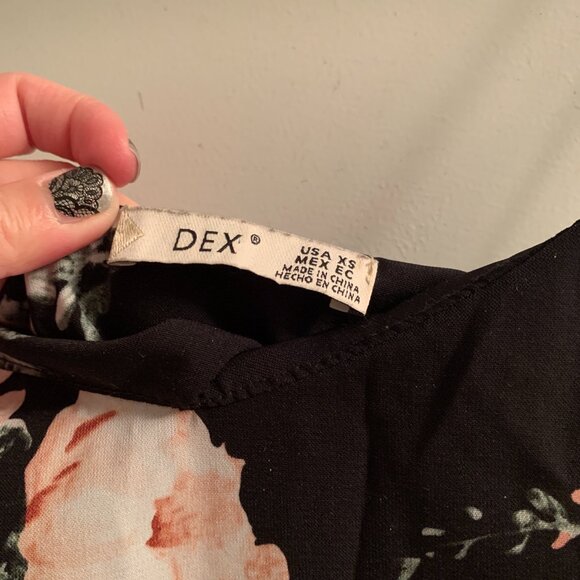 DEX ®
USA XS
MEX EC
MADE IN CHINA
HECHO EN CHINA